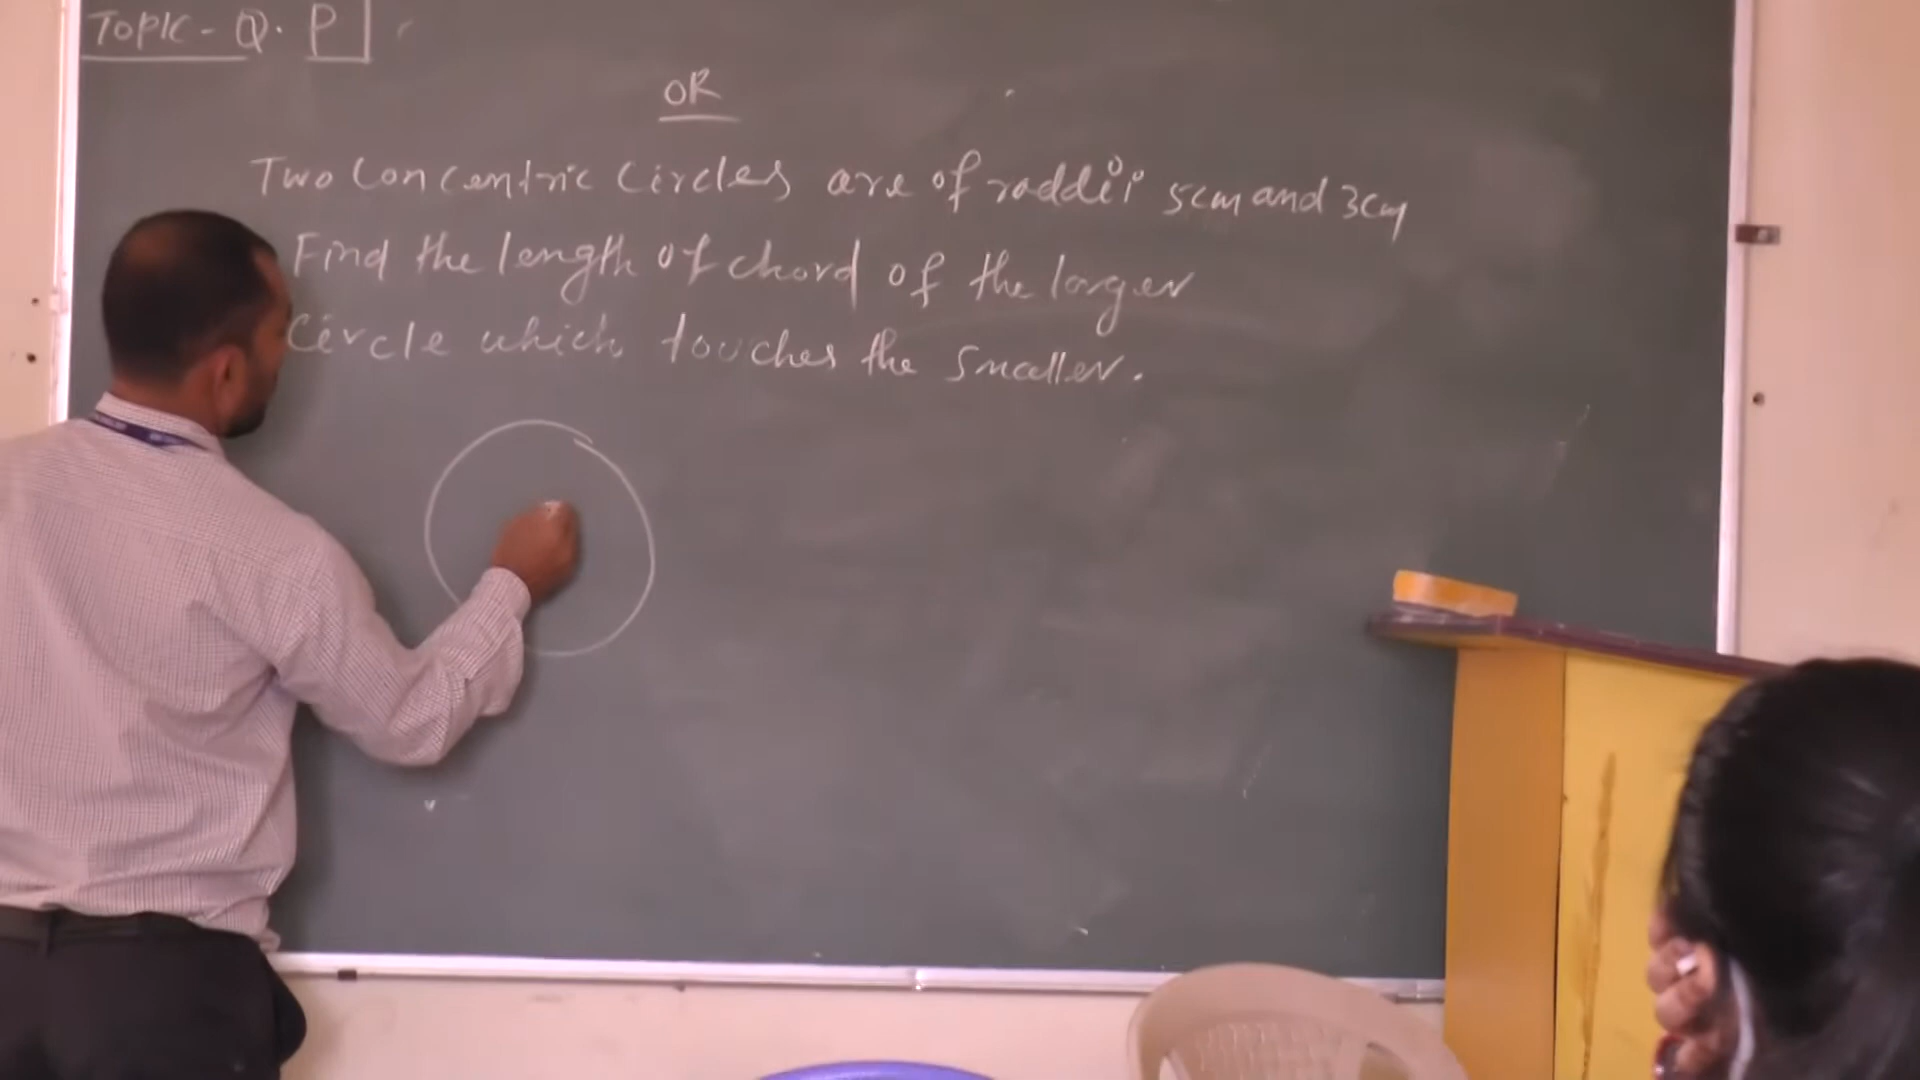 TOPIC - Q. P
OR
Two Concentric Circles are of raddii 5cm and 3cm
Find the length of chord of the larger
Circle which touches the smaller.